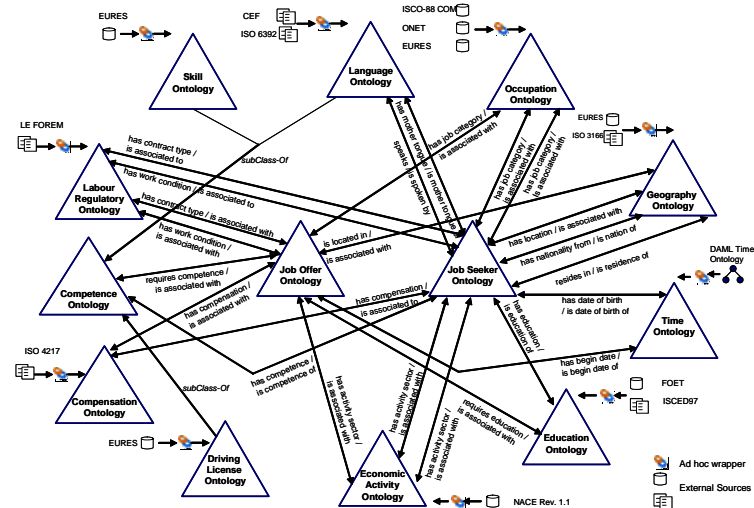 EURES
CEF
ISO 6392
ISCO-88 COM
ONET
EURES
Skill
Ontology
Language
Ontology
Occupation
Ontology
EURES
ISO 3166
LE FOREM
has contract type /
is associated to
has work condition / is associated to
has contract type / is associated with
has work condition /
is associated with
subClass-Of
has mother tongue / is mother tongue
speaks / is spoken by
has job category /
is associated with
has job category /
is associated with
has job category /
is associated with
Labour
Regulatory
Ontology
Geography
Ontology
is located in /
is associated with
has location / is associated with
has nationality from / is nation of
resides in / is residence of
DAML Time
Ontology
Competence
Ontology
requires competence /
is associated with
has compensation /
is associated with
Job Offer
Ontology
Job Seeker
Ontology
has compensation /
is associated to
has date of birth
/ is date of birth of
Time
Ontology
has begin date /
is begin date of
ISO 4217
Compensation
Ontology
subClass-Of
has competence /
is competence of
has education /
is education of
has activity sector /
is associated with
has activity sector /
is associated with
has activity sector /
is associated with
requires education /
is associated with
FOET
ISCED97
Education
Ontology
EURES
Driving
License
Ontology
Economic
Activity
Ontology
NACE Rev. 1.1
Ad hoc wrapper
External Sources